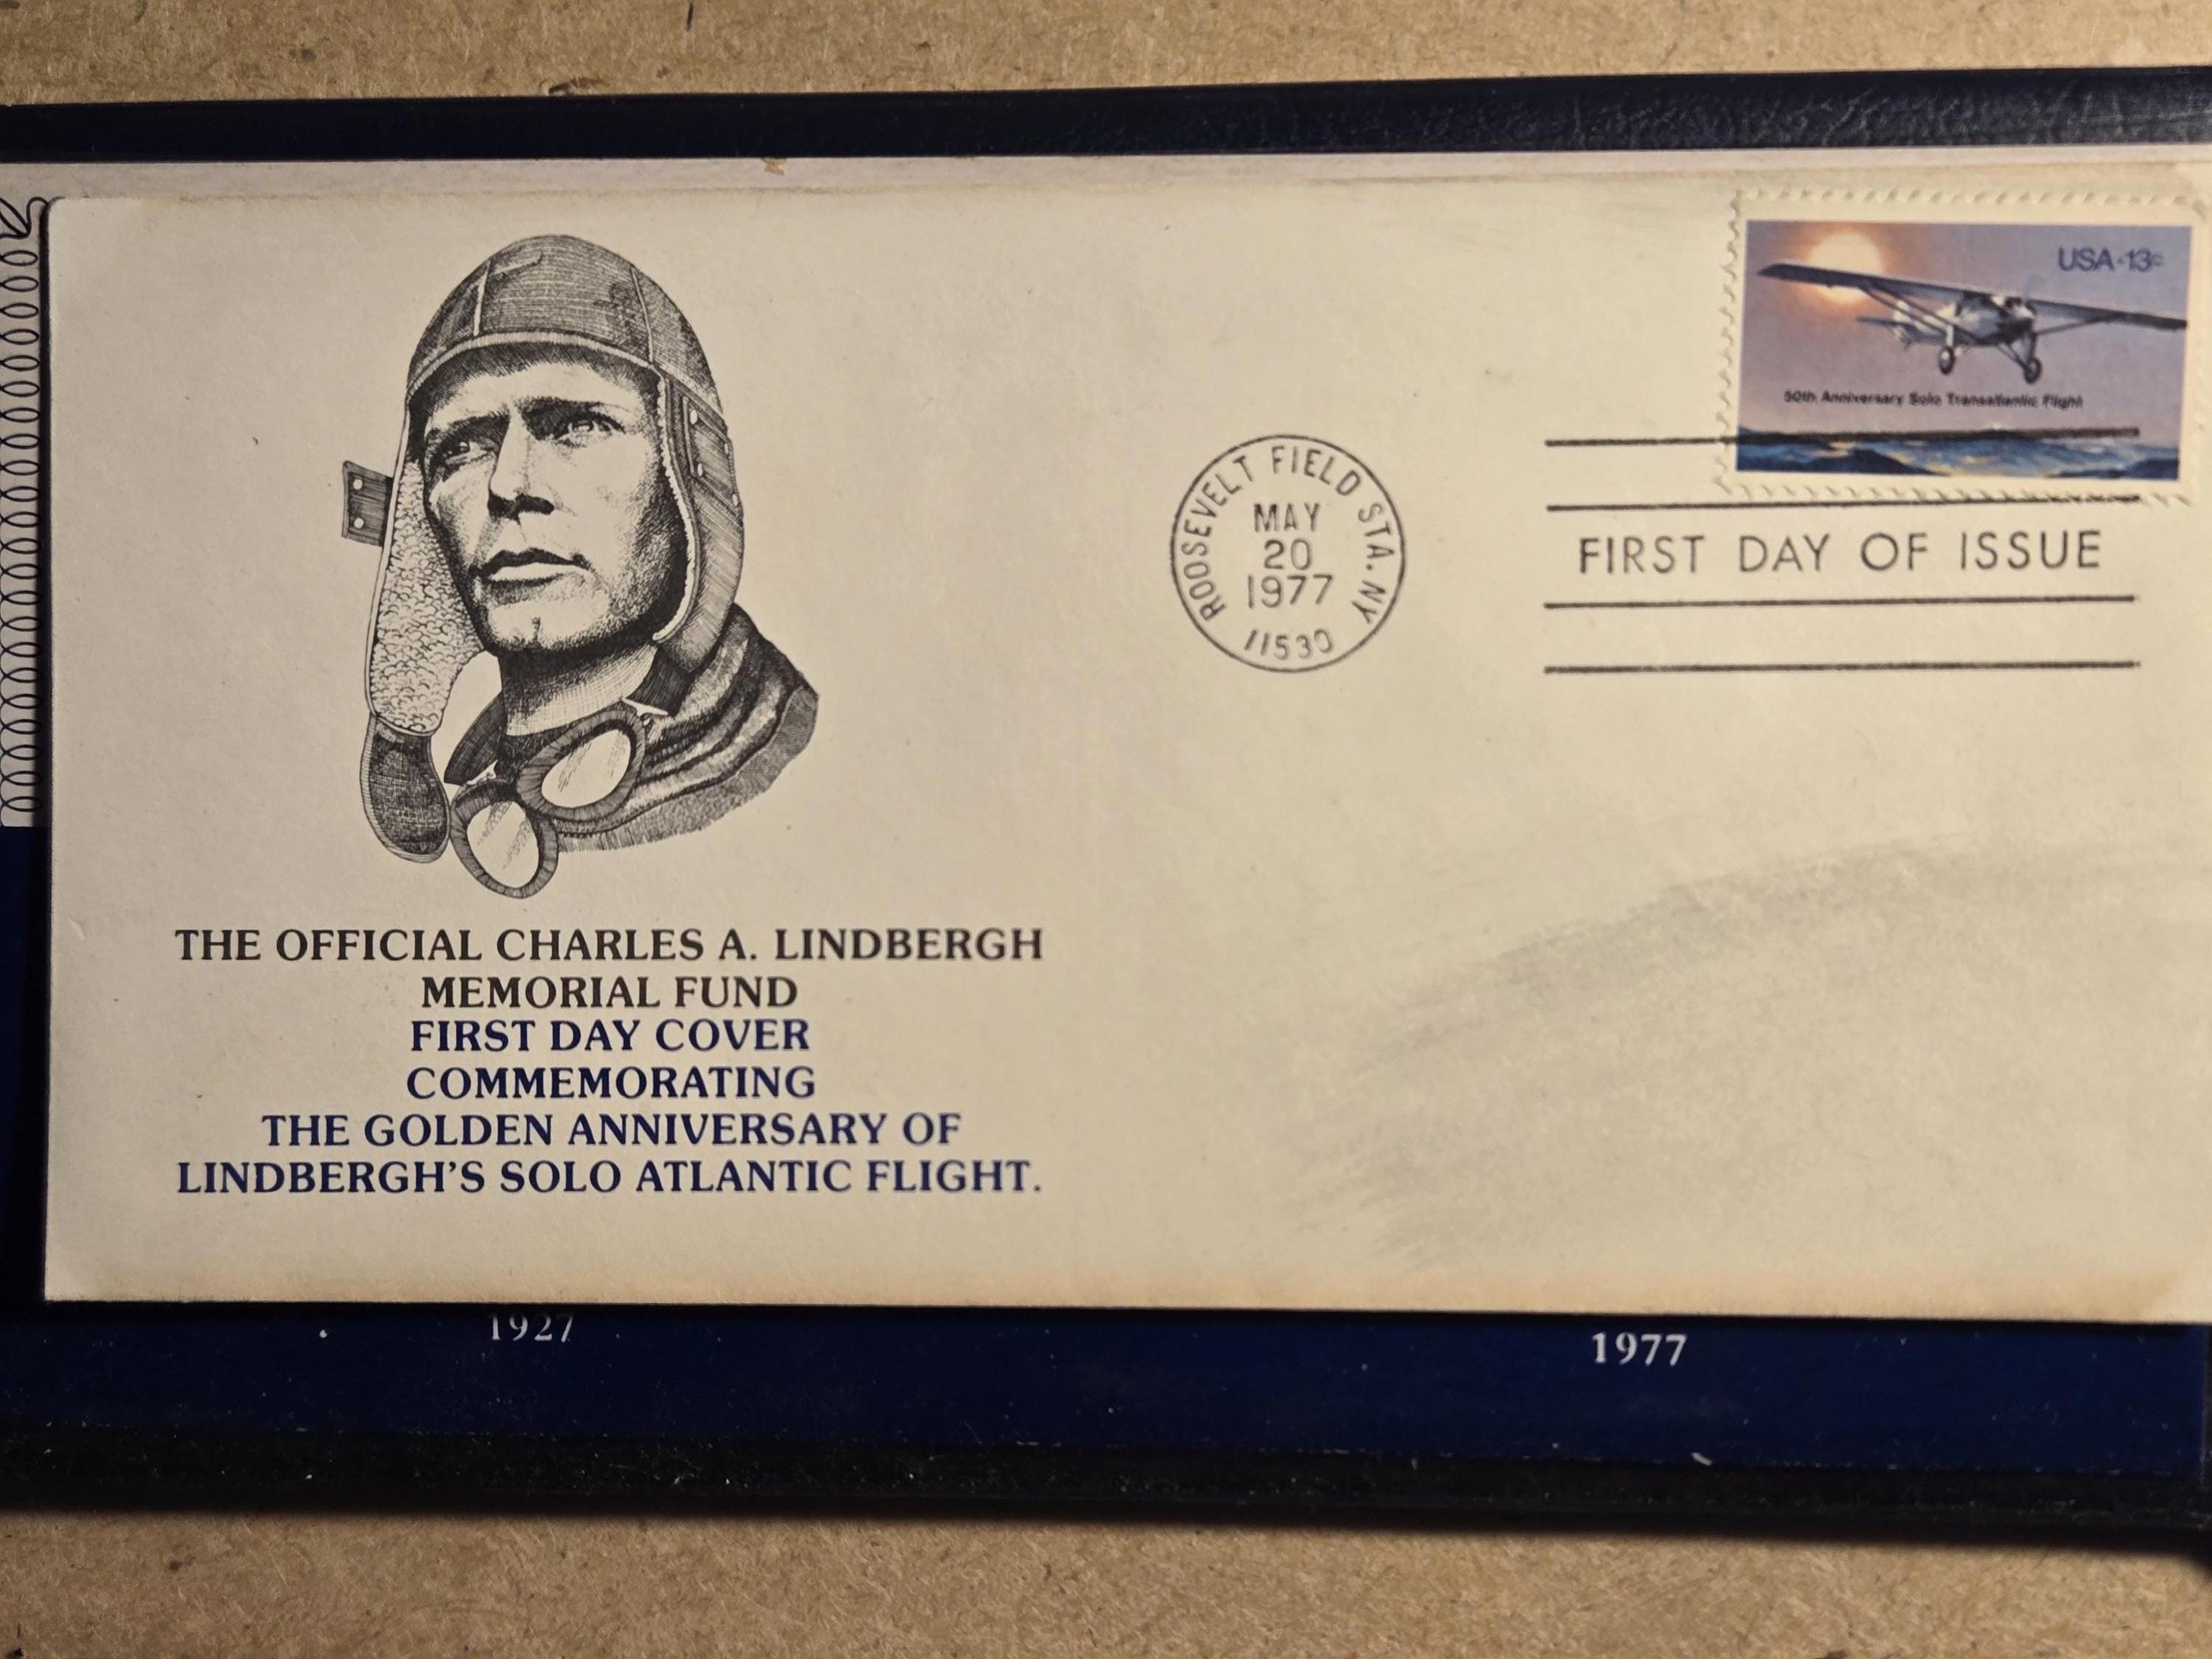 USA·13c
50th Anniversary Solo Transatlantic Flight
ROOSEVELT FIELD STA. NY
MAY
20
1977
11530
FIRST DAY OF ISSUE
THE OFFICIAL CHARLES A. LINDBERGH
MEMORIAL FUND
FIRST DAY COVER
COMMEMORATING
THE GOLDEN ANNIVERSARY OF
LINDBERGH'S SOLO ATLANTIC FLIGHT.
1927
1977